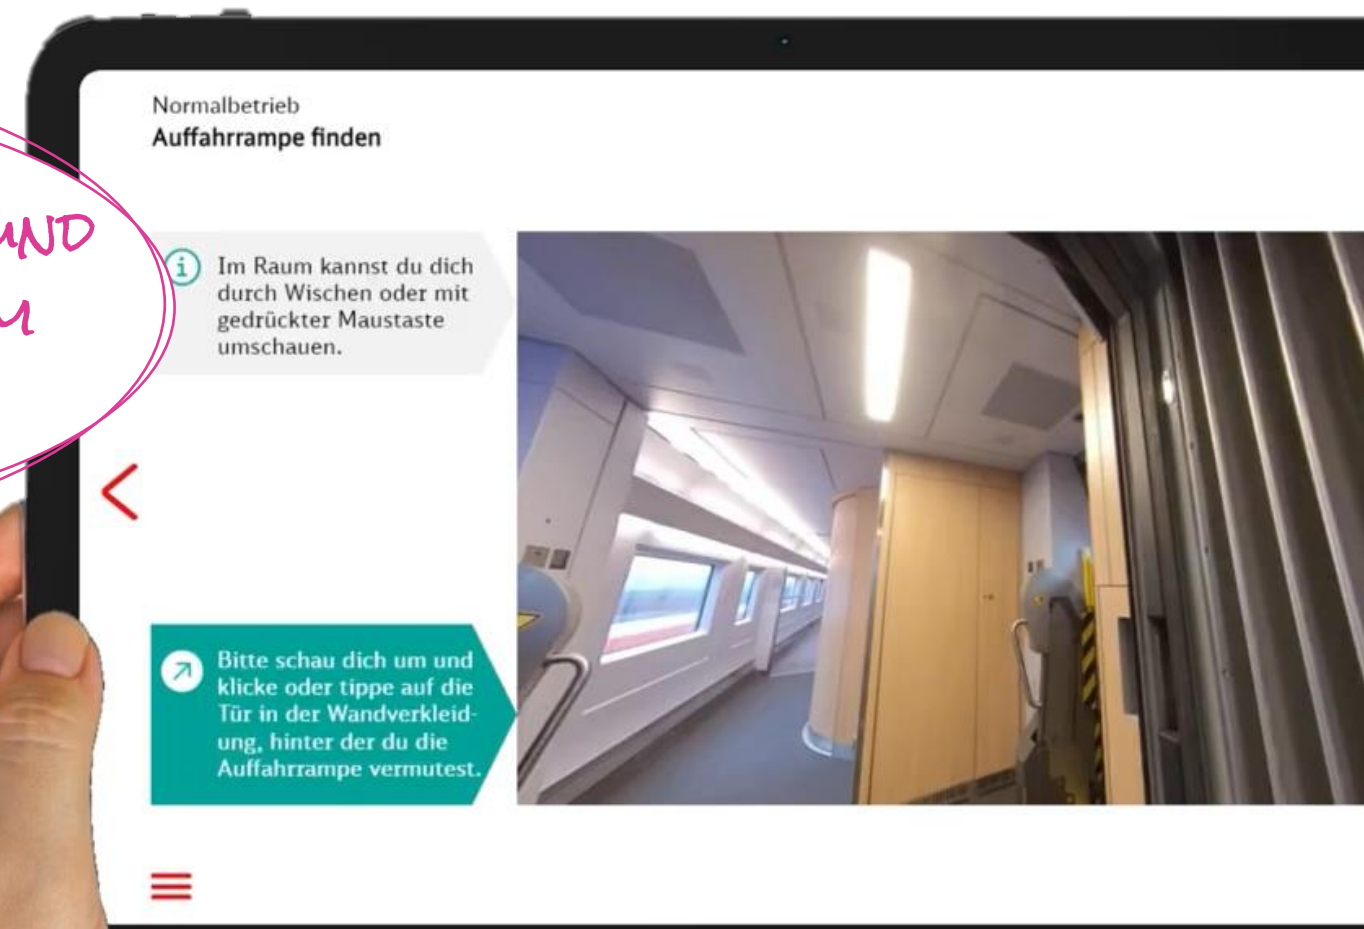 Normalbetrieb
Auffahrrampe finden
UND
Im Raum kannst du dich
durch Wischen oder mit
gedrückter Maustaste
umschauen.
Bitte schau dich um und
klicke oder tippe auf die
Tür in der Wandverkleid-
ung, hinter der du die
Auffahrrampe vermutest.